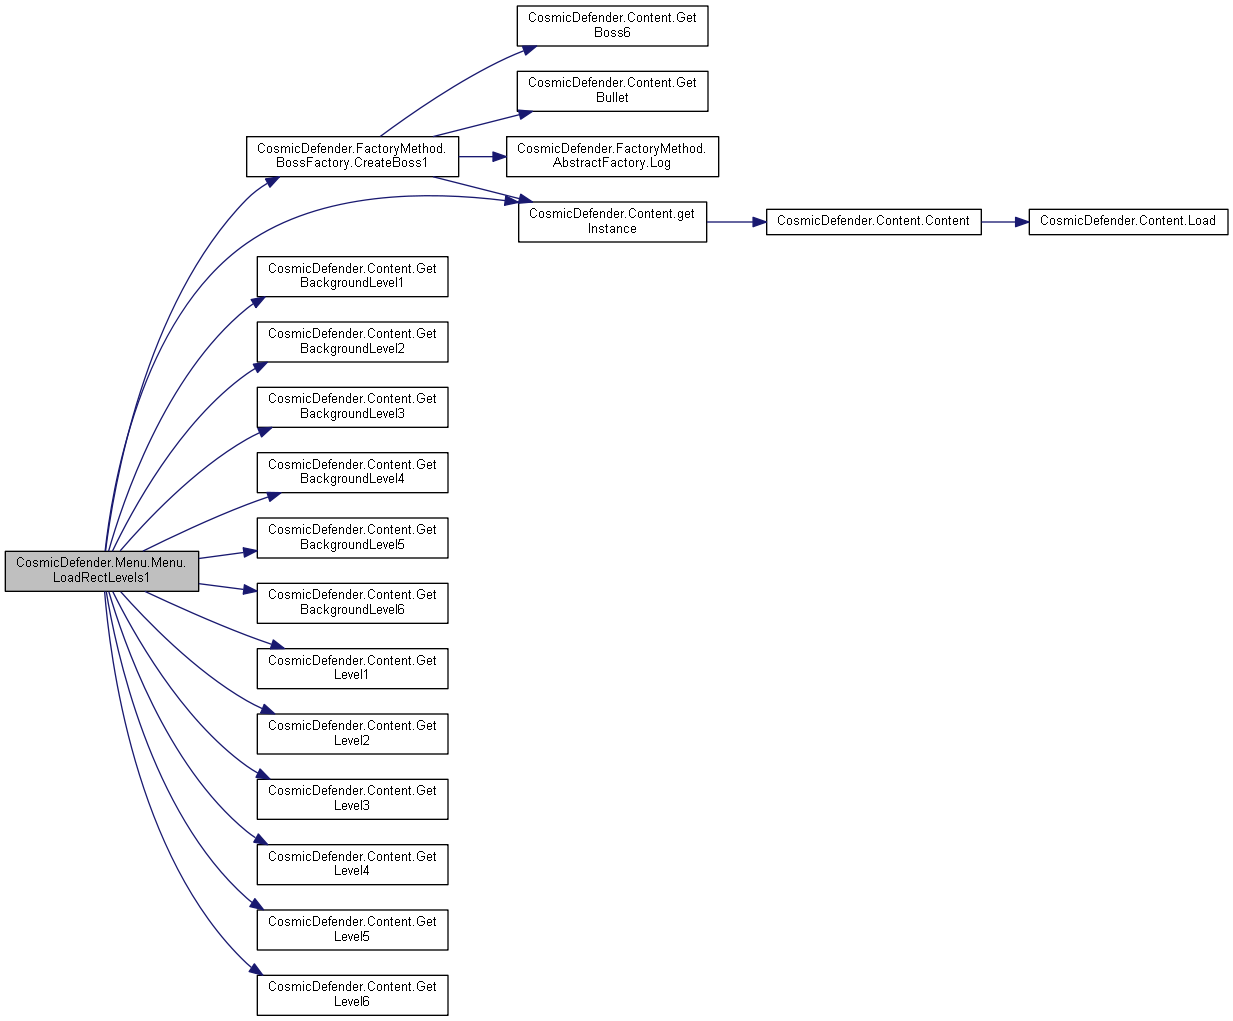 CosmicDefender.Content.Get
Boss6
CosmicDefender.Content.Get
Bullet
CosmicDefender.FactoryMethod.
BossFactory.CreateBoss1
CosmicDefender.FactoryMethod.
AbstractFactory.Log
CosmicDefender.Content.get
Instance
CosmicDefender.Content.Content
CosmicDefender.Content.Load
CosmicDefender.Content.Get
BackgroundLevel1
CosmicDefender.Content.Get
BackgroundLevel2
CosmicDefender.Content.Get
BackgroundLevel3
CosmicDefender.Content.Get
BackgroundLevel4
CosmicDefender.Content.Get
BackgroundLevel5
CosmicDefender.Menu.Menu.
LoadRectLevels1
CosmicDefender.Content.Get
BackgroundLevel6
CosmicDefender.Content.Get
Level1
CosmicDefender.Content.Get
Level2
CosmicDefender.Content.Get
Level3
CosmicDefender.Content.Get
Level4
CosmicDefender.Content.Get
Level5
CosmicDefender.Content.Get
Level6